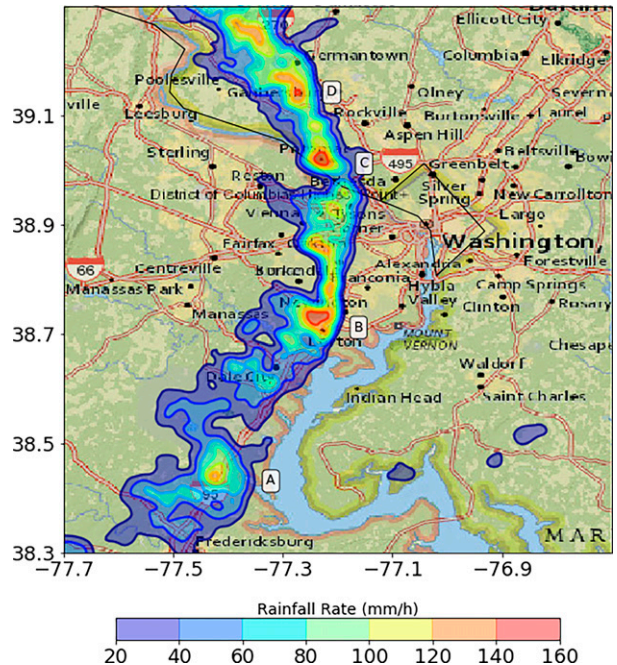 270
Ellicott City
Germantown
Columbia
Elkridge
Poolesville
D
Olney
39.1
Leesburg
Rockville
Burtonsville
Laurel
Aspen Hill
Sterling
C
495
Beltsville
Reston
Greenbelt
Silver
Spring
New Carrollton
38.9
Vienna
Largo
Fairfax
Washington
66
Centreville
Alexandria
Forestville
Manassas Park
Hybla
Valley
Camp Springs
Manassas
Clinton
Rosary
38.7
B
MOUNT
VERNON
Chesape
Waldorf
Dale City
Indian Head
Saint Charles
38.5
A
95
Fredericksburg
MAR
38.3
−77.7
−77.5
−77.3
−77.1
−76.9
Rainfall Rate (mm/h)
20 40 60 80 100 120 140 160